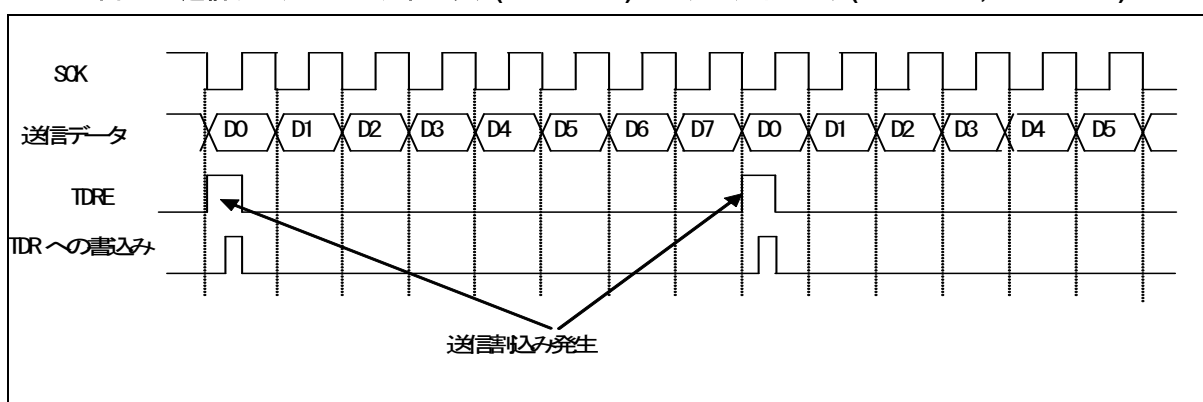 SCK
送信データ
D0 D1 D2 D3 D4 D5 D6 D7 D0 D1 D2 D3 D4 D5
TDRE
TDRへの書込み
送信割込み発生